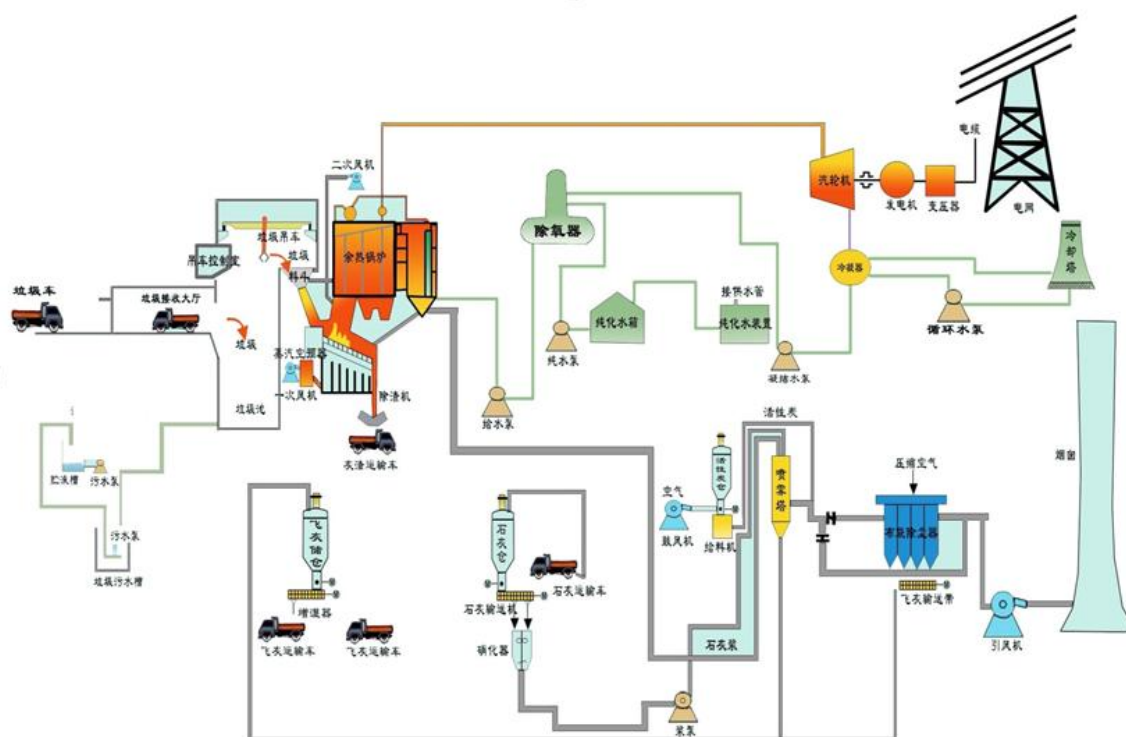 电缆
二次风机
汽轮机
发电机
变压器
电网
垃圾吊车
除氧器
吊车控制室
垃圾
料斗
余热锅炉
冷凝器
冷却塔
垃圾车
垃圾接收大厅
接供水管
纯化水箱
纯化水装置
循环水泵
垃圾
蒸汽空预器
纯水泵
凝结水泵
一次风机
除渣机
垃圾池
给水泵
活性炭
灰渣运输车
烟囱
贮液槽
污水泵
压缩空气
活性炭仓
喷雾塔
空气
飞灰储仓
石灰仓
布袋除尘器
污水泵
鼓风机
给料机
垃圾污水槽
石灰运输车
飞灰输送带
增湿器
石灰输送机
飞灰运输车
飞灰运输车
硝化器
石灰浆
引风机
浆泵